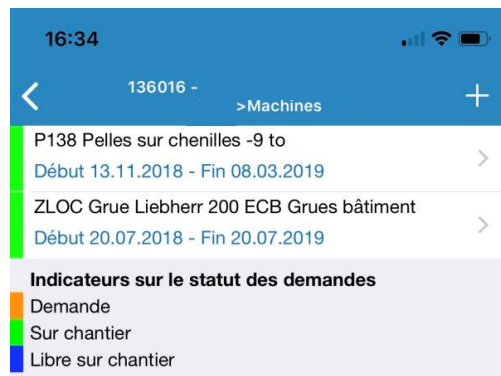 16:34
136016 -
>Machines
P138 Pelles sur chenilles -9 to
Début 13.11.2018 - Fin 08.03.2019
ZLOC Grue Liebherr 200 ECB Grues bâtiment
Début 20.07.2018 - Fin 20.07.2019
Indicateurs sur le statut des demandes
Demande
Sur chantier
Libre sur chantier